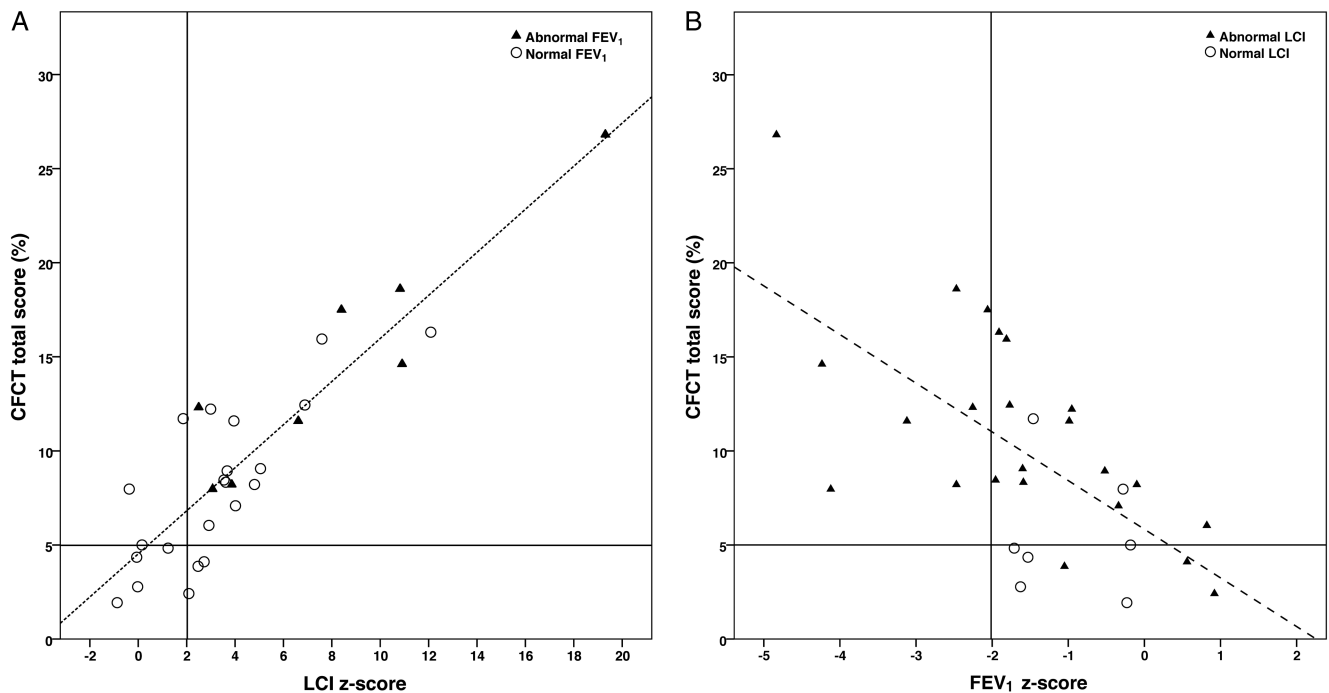 A
▲ Abnormal FEV₁
○ Normal FEV₁
30
25
20
15
10
5
0
CFCT total score (%)
-2 0 2 4 6 8 10 12 14 16 18 20
LCI z-score
B
▲ Abnormal LCI
○ Normal LCI
30
25
20
15
10
5
0
CFCT total score (%)
-5 -4 -3 -2 -1 0 1 2
FEV₁ z-score